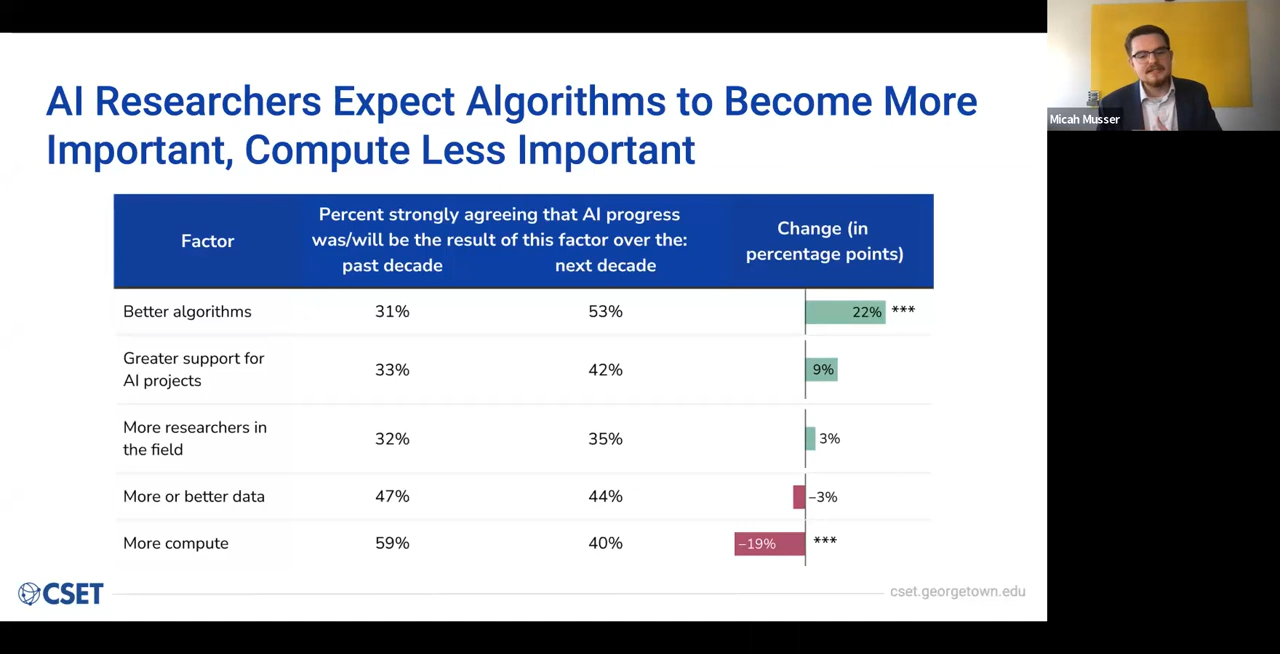 AI Researchers Expect Algorithms to Become More
Important, Compute Less Important
Factor
Percent strongly agreeing that AI progress
was/will be the result of this factor over the:
past decade next decade
Change (in
percentage points)
Better algorithms 31% 53% 22% ***
Greater support for
AI projects 33% 42% 9%
More researchers in
the field 32% 35% 3%
More or better data 47% 44% –3%
More compute 59% 40% –19% ***
CSET
cset.georgetown.edu
Micah Musser